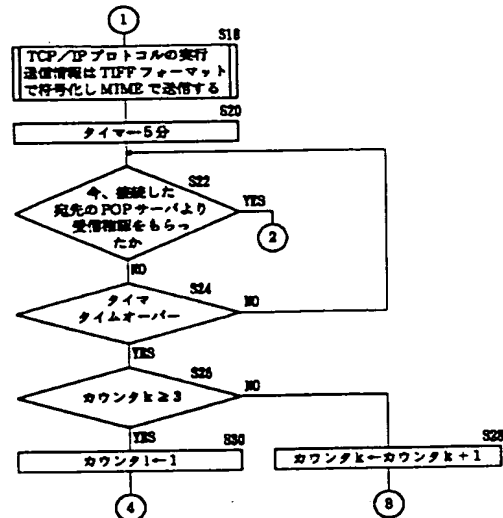 1
S18
TCP／IPプロトコルの実行
送信情報はTIFFフォーマット
で符号化しMIMEで送信する
S20
タイマ←5分
S22
今、接続した
宛先のPOPサーバより
受信確認をもらっ
たか
YES
2
NO
S24
タイマ
タイムオーバー
NO
YES
S26
カウンタk≧3
NO
YES
S30
カウンタi←1
S28
カウンタk←カウンタk＋1
4
8